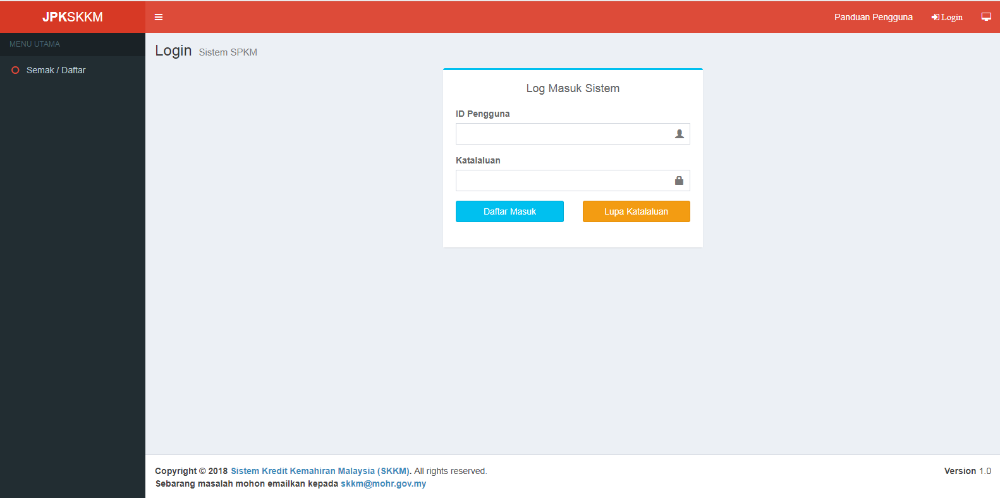 JPKSKKM
Panduan Pengguna
Login
MENU UTAMA
Semak / Daftar
Login Sistem SPKM
Log Masuk Sistem
ID Pengguna
Katalaluan
Daftar Masuk
Lupa Katalaluan
Copyright © 2018 Sistem Kredit Kemahiran Malaysia (SKKM). All rights reserved.
Version 1.0
Sebarang masalah mohon emailkan kepada skkm@mohr.gov.my